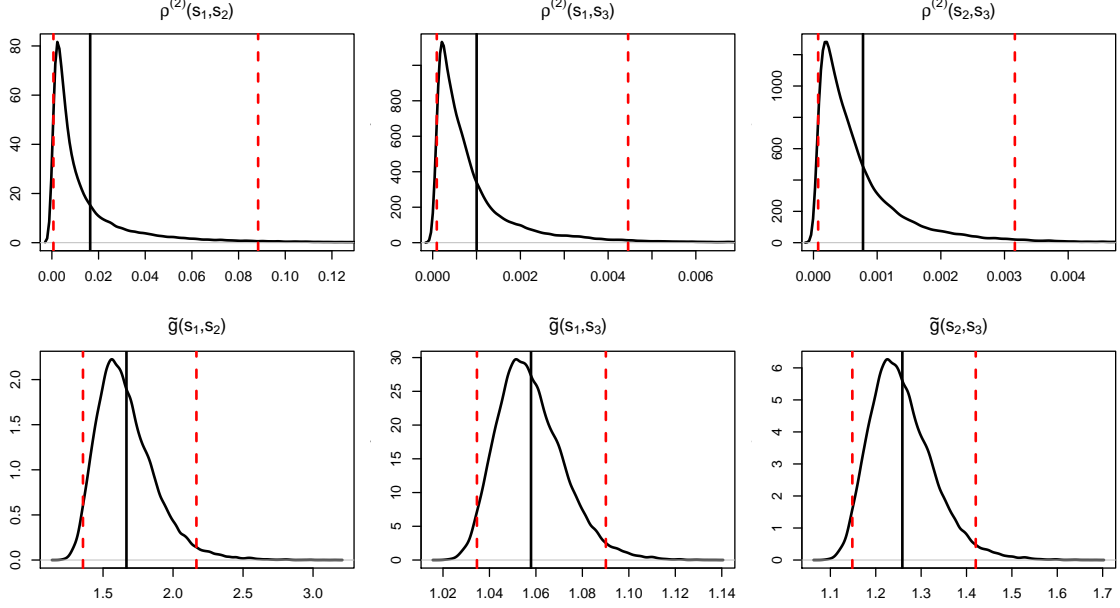 ρ⁽²⁾(s₁,s₂)
80
60
40
20
0
0.00 0.02 0.04 0.06 0.08 0.10 0.12
ρ⁽²⁾(s₁,s₃)
800
600
400
200
0
0.000 0.002 0.004 0.006
ρ⁽²⁾(s₂,s₃)
1000
600
200
0
0.000 0.001 0.002 0.003 0.004
g̃(s₁,s₂)
2.0
1.5
1.0
0.5
0.0
1.5 2.0 2.5 3.0
g̃(s₁,s₃)
30
25
20
15
10
5
0
1.02 1.04 1.06 1.08 1.10 1.12 1.14
g̃(s₂,s₃)
6
5
4
3
2
1
0
1.1 1.2 1.3 1.4 1.5 1.6 1.7